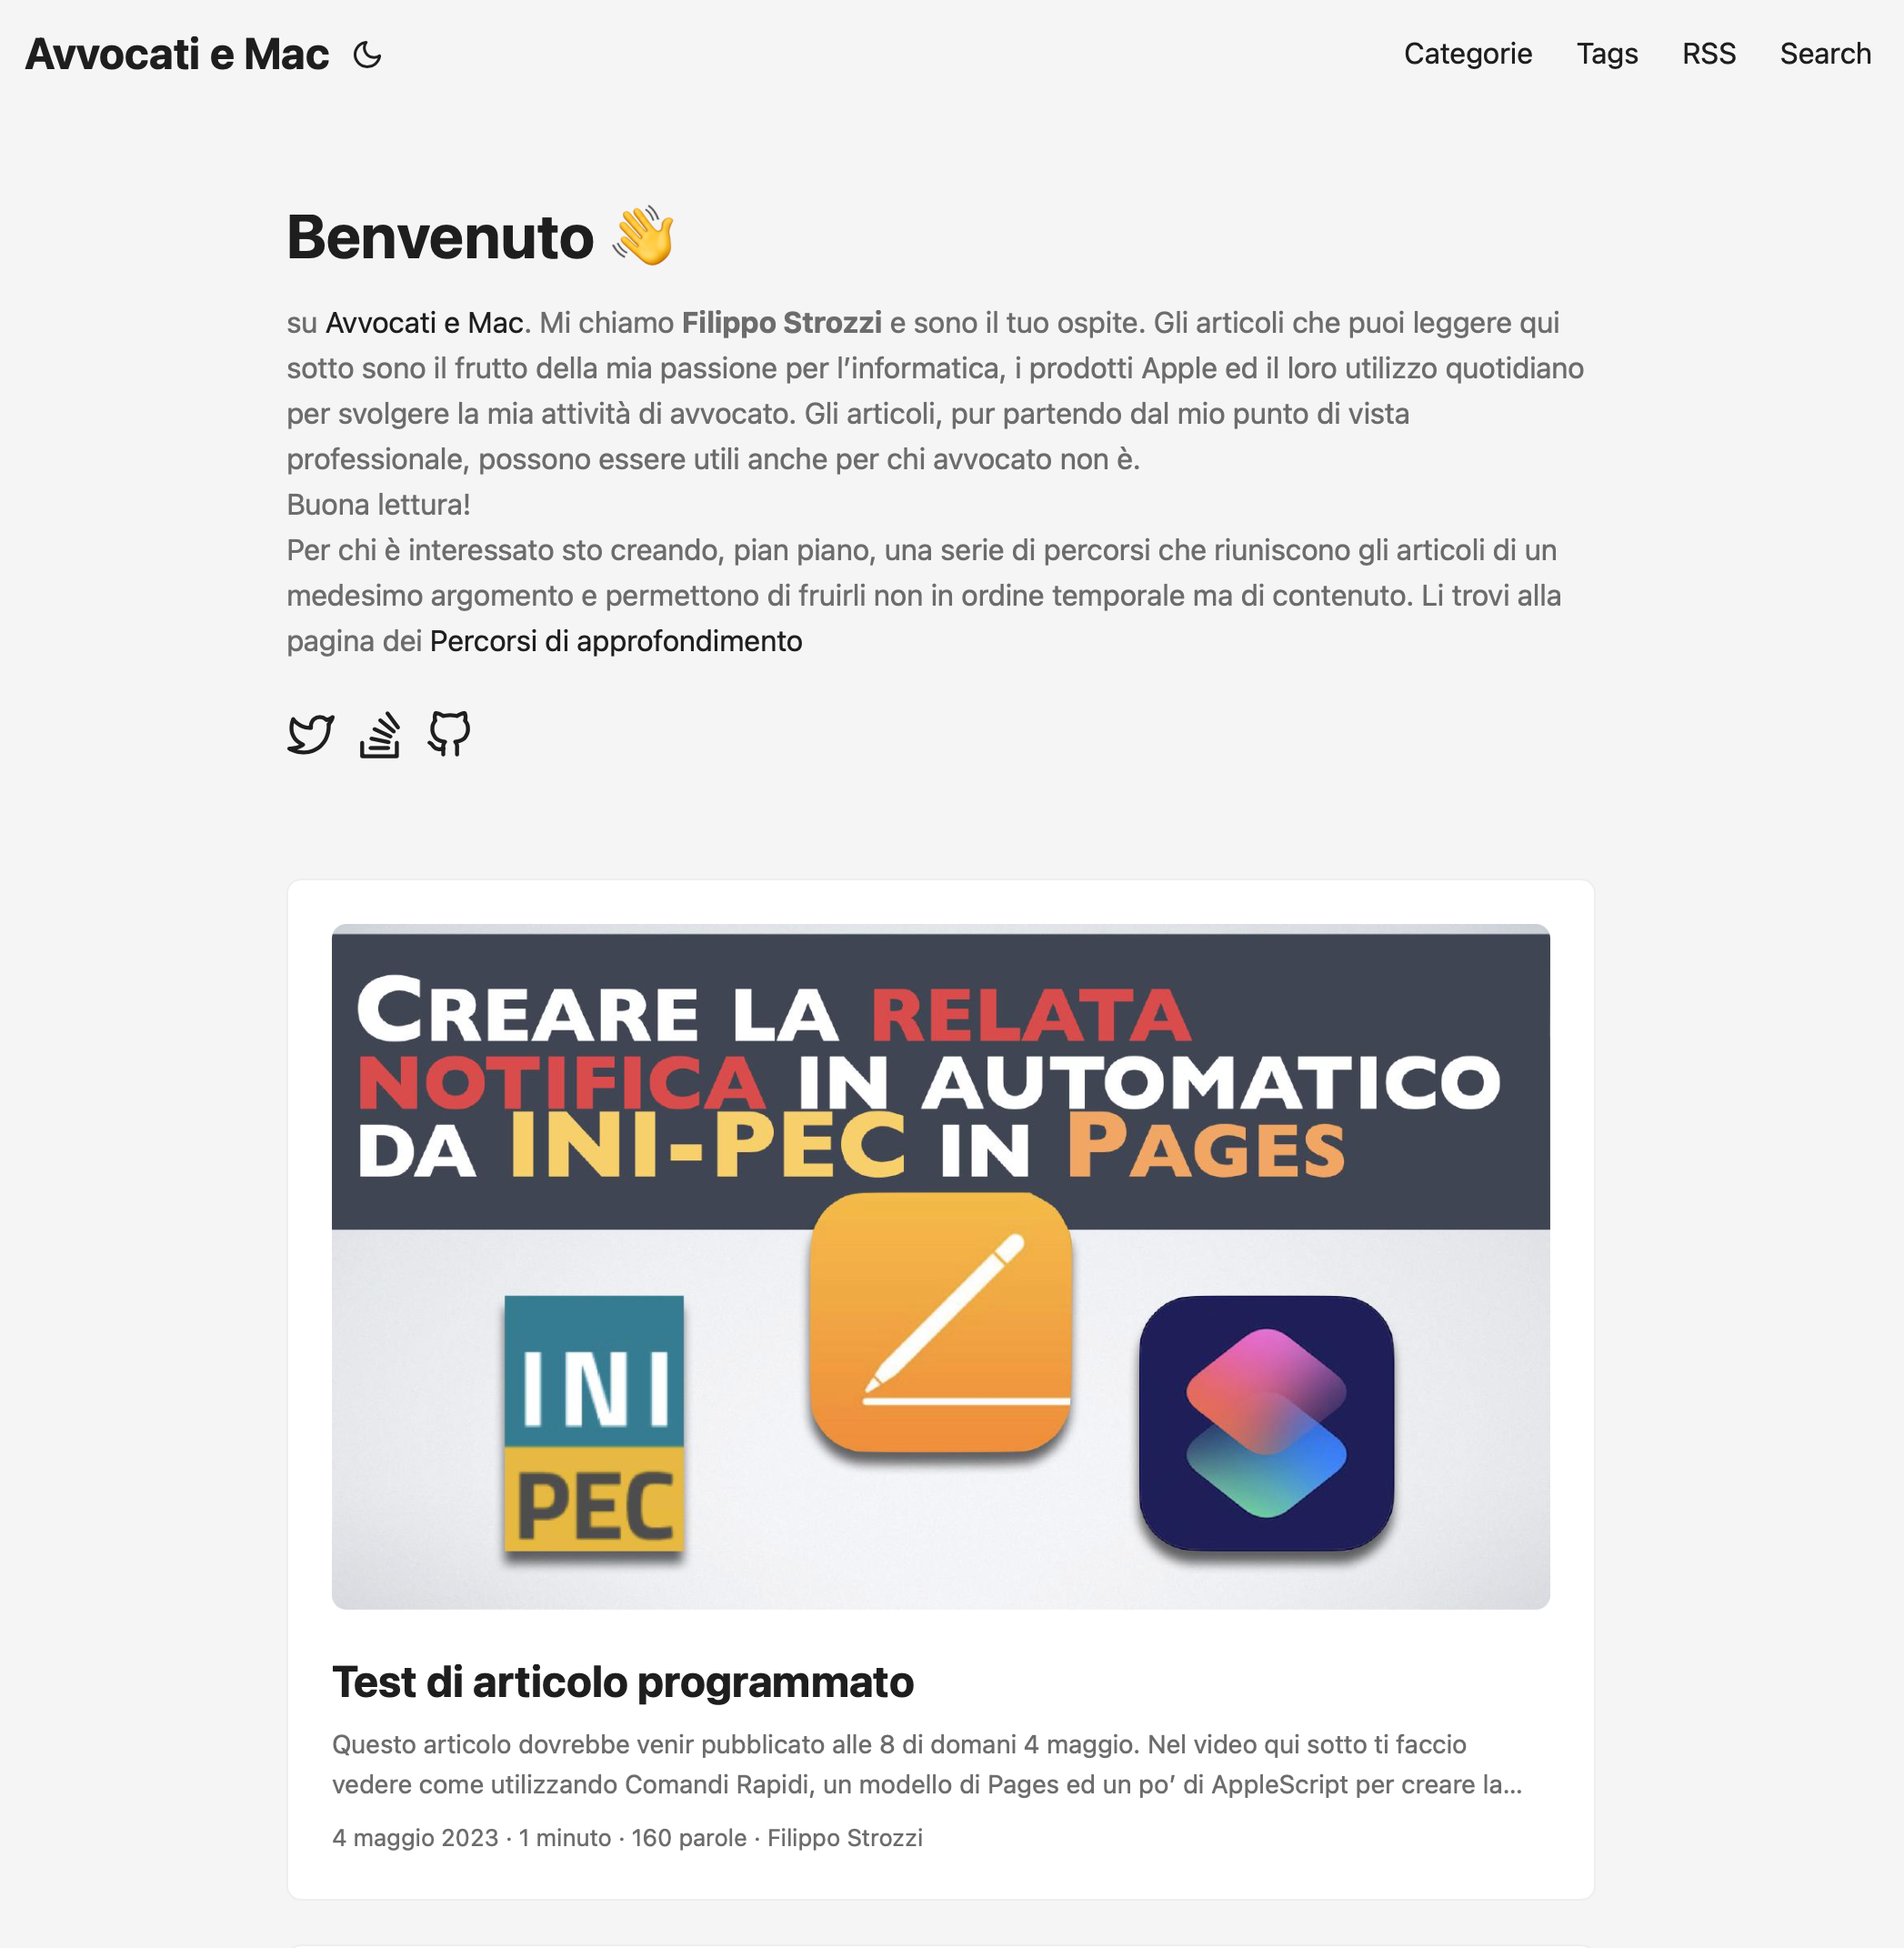 Avvocati e Mac
Categorie Tags RSS Search
Benvenuto 👋
su Avvocati e Mac. Mi chiamo Filippo Strozzi e sono il tuo ospite. Gli articoli che puoi leggere qui
sotto sono il frutto della mia passione per l’informatica, i prodotti Apple ed il loro utilizzo quotidiano
per svolgere la mia attività di avvocato. Gli articoli, pur partendo dal mio punto di vista
professionale, possono essere utili anche per chi avvocato non è.
Buona lettura!
Per chi è interessato sto creando, pian piano, una serie di percorsi che riuniscono gli articoli di un
medesimo argomento e permettono di fruirli non in ordine temporale ma di contenuto. Li trovi alla
pagina dei Percorsi di approfondimento
CREARE LA RELATA
NOTIFICA IN AUTOMATICO
DA INI-PEC IN PAGES
INI
PEC
Test di articolo programmato
Questo articolo dovrebbe venir pubblicato alle 8 di domani 4 maggio. Nel video qui sotto ti faccio
vedere come utilizzando Comandi Rapidi, un modello di Pages ed un po’ di AppleScript per creare la...
4 maggio 2023 · 1 minuto · 160 parole · Filippo Strozzi